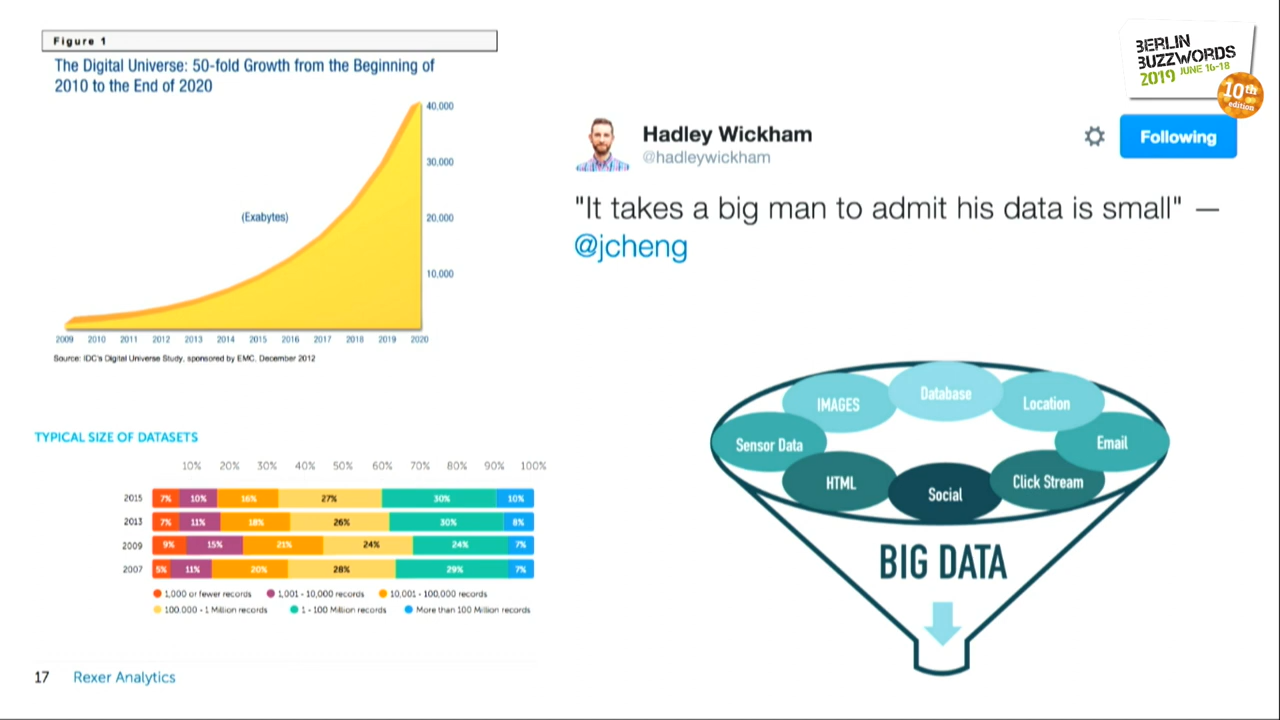 Figure 1
The Digital Universe: 50-fold Growth from the Beginning of
2010 to the End of 2020
40,000
30,000
(Exabytes)
20,000
10,000
2009 2010 2011 2012 2013 2014 2015 2016 2017 2018 2019 2020
Source: IDC's Digital Universe Study, sponsored by EMC, December 2012
BERLIN
BUZZWORDS
2019 JUNE 16-18
10th
edition
Hadley Wickham
@hadleywickham
Following
"It takes a big man to admit his data is small" —
@jcheng
TYPICAL SIZE OF DATASETS
10% 20% 30% 40% 50% 60% 70% 80% 90% 100%
2015 7% 10% 16% 27% 30% 10%
2013 7% 11% 18% 26% 30% 8%
2009 9% 15% 21% 24% 24% 7%
2007 5% 11% 20% 28% 29% 7%
1,000 or fewer records 1,001 - 10,000 records 10,001 - 100,000 records
100,000 - 1 Million records 1 - 100 Million records More than 100 Million records
17 Rexer Analytics
Database
IMAGES
Location
Sensor Data
Email
HTML
Social
Click Stream
BIG DATA